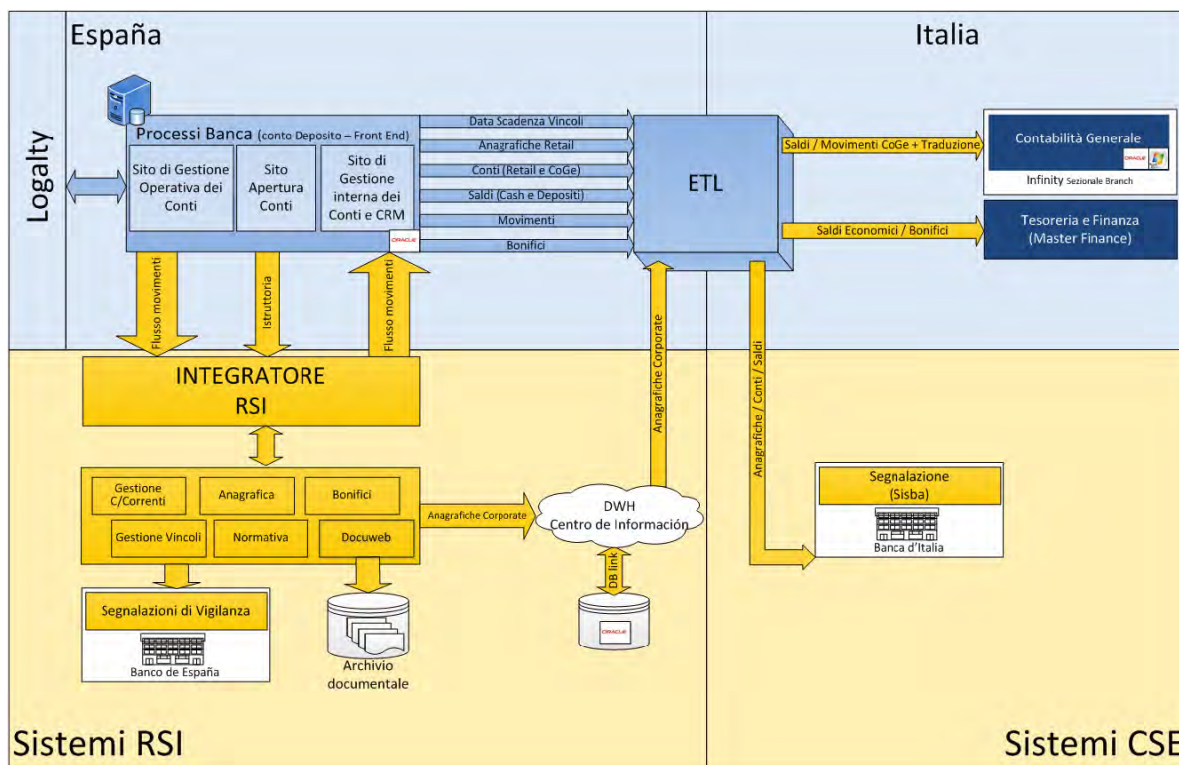 España
Italia
Logalty
Processi Banca (conto Deposito – Front End)
Sito di Gestione
Operativa dei
Conti
Sito
Apertura
Conti
Sito di
Gestione
interna dei
Conti e CRM
ORACLE
Data Scadenza Vincoli
Anagrafiche Retail
Conti (Retail e CoGe)
Saldi (Cash e Depositi)
Movimenti
Bonifici
ETL
Saldi / Movimenti CoGe + Traduzione
Saldi Economici / Bonifici
Contabilità Generale
ORACLE
Infinity Sezionale Branch
Tesoreria e Finanza
(Master Finance)
Flusso movimenti
Istruttoria
Flusso movimenti
Anagrafiche Corporate
Anagrafiche / Conti / Saldi
INTEGRATORE
RSI
Gestione
C/Correnti
Anagrafica
Bonifici
Gestione Vincoli
Normativa
Docuweb
Anagrafiche Corporate
DWH
Centro de Información
DB link
ORACLE
Segnalazione
(Sisba)
Banca d'Italia
Segnalazioni di Vigilanza
Banco de España
Archivio
documentale
Sistemi RSI
Sistemi CSE